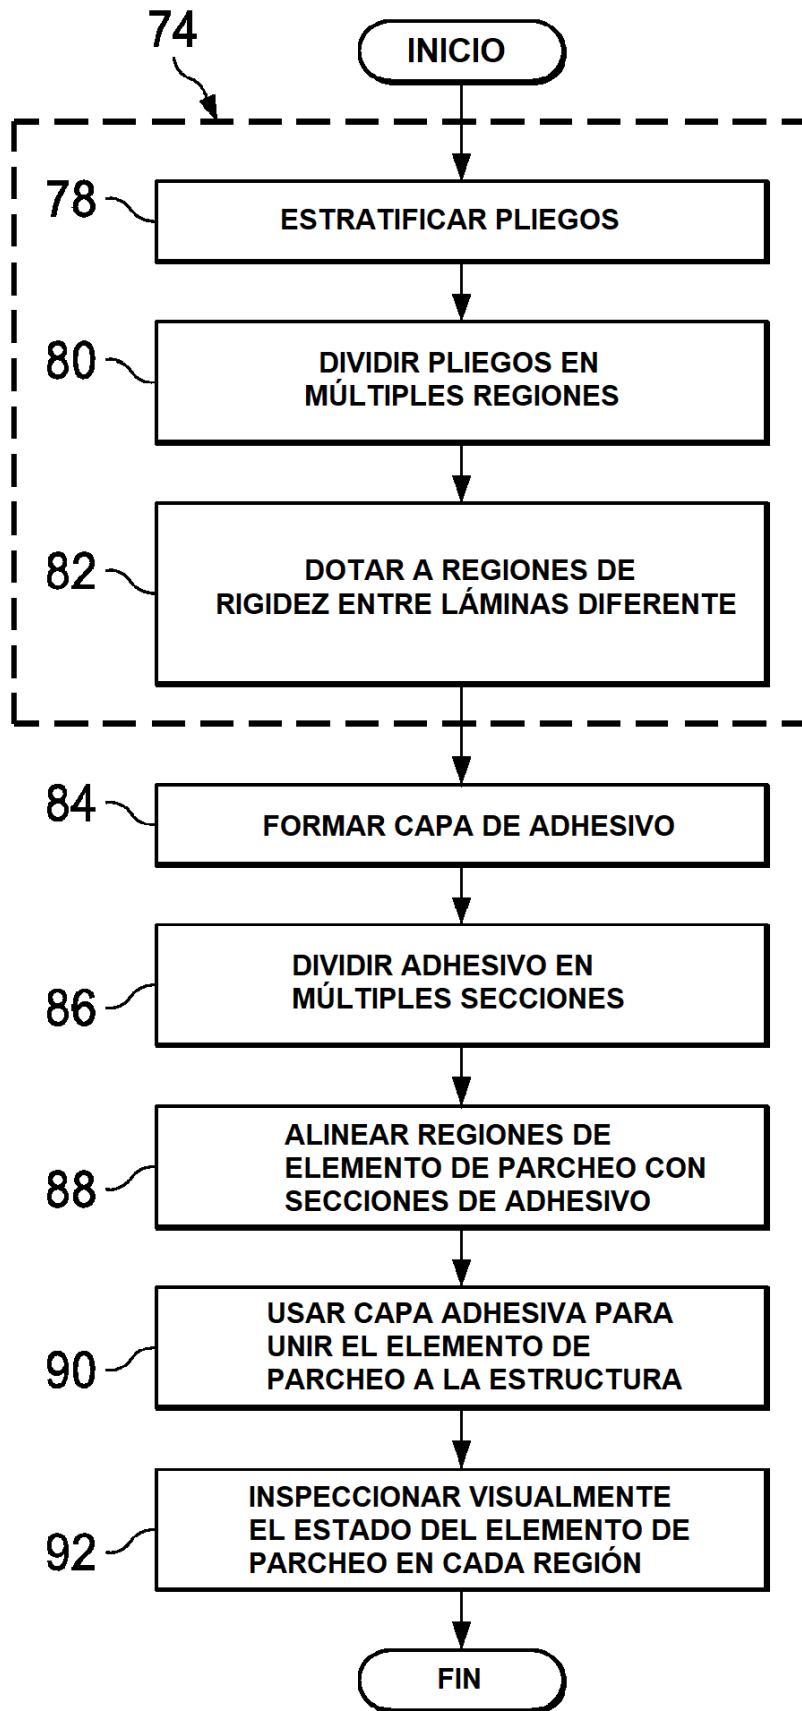 74
INICIO
78
ESTRATIFICAR PLIEGOS
80
DIVIDIR PLIEGOS EN
MÚLTIPLES REGIONES
82
DOTAR A REGIONES DE
RIGIDEZ ENTRE LÁMINAS DIFERENTE
84
FORMAR CAPA DE ADHESIVO
86
DIVIDIR ADHESIVO EN
MÚLTIPLES SECCIONES
88
ALINEAR REGIONES DE
ELEMENTO DE PARCHEO CON
SECCIONES DE ADHESIVO
90
USAR CAPA ADHESIVA PARA
UNIR EL ELEMENTO DE
PARCHEO A LA ESTRUCTURA
92
INSPECCIONAR VISUALMENTE
EL ESTADO DEL ELEMENTO DE
PARCHEO EN CADA REGIÓN
FIN